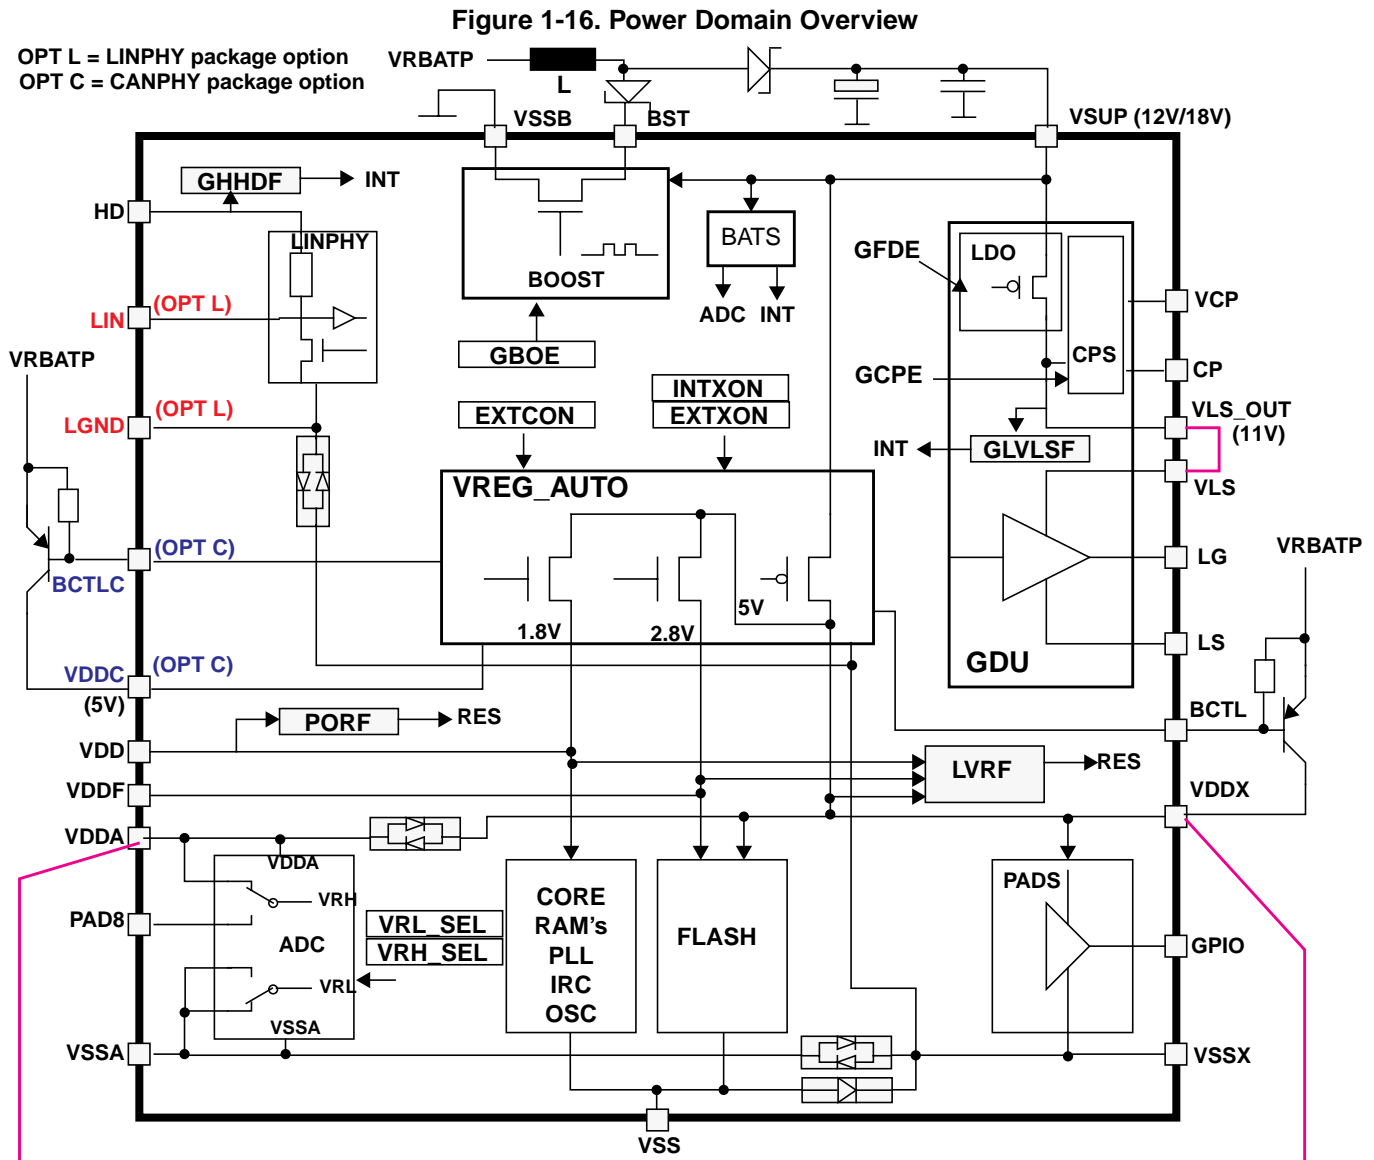 Figure 1-16. Power Domain Overview
OPT L = LINPHY package option
OPT C = CANPHY package option
VRBATP
L
VSSB
BST
VSUP (12V/18V)
GHHDF
INT
HD
LINPHY
BOOST
BATS
ADC
INT
GBOE
GFDE
LDO
CPS
GCPE
VCP
CP
LIN
(OPT L)
VRBATP
LGND
(OPT L)
EXTCON
INTXON
EXTXON
VLS_OUT
(11V)
INT
GLVLSF
VLS
VREG_AUTO
1.8V
2.8V
5V
(OPT C)
BCTLC
VDDC
(OPT C)
(5V)
GDU
LG
LS
VRBATP
BCTL
PORF
RES
VDD
VDDF
LVRF
RES
VDDX
VDDA
VDDA
VRH
PAD8
ADC
VRL
VSSA
VRL_SEL
VRH_SEL
CORE
RAM's
PLL
IRC
OSC
FLASH
PADS
GPIO
VSSA
VSSX
VSS